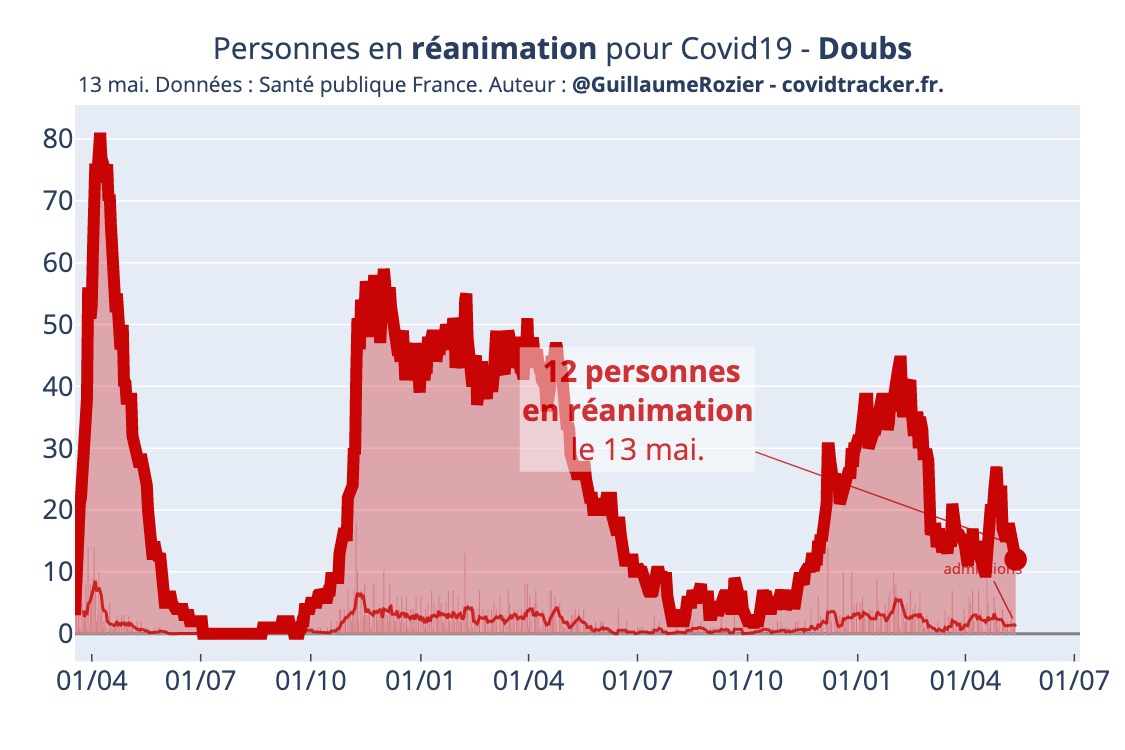 Personnes en réanimation pour Covid19 - Doubs
13 mai. Données : Santé publique France. Auteur : @GuillaumeRozier - covidtracker.fr.
80
70
60
50
40
30
20
10
0
12 personnes
en réanimation
le 13 mai.
admissions
01/04 01/07 01/10 01/01 01/04 01/07 01/10 01/01 01/04 01/07